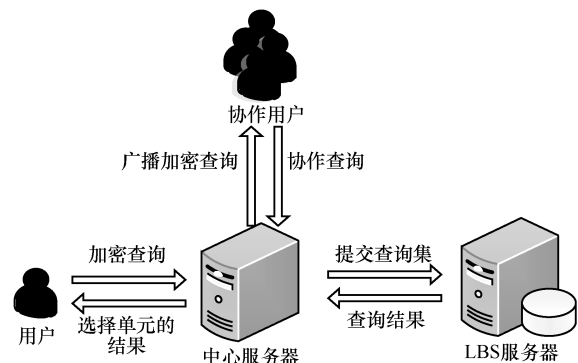 协作用户
广播加密查询
协作查询
加密查询
提交查询集
用户
选择单元的
结果
查询结果
中心服务器
LBS服务器